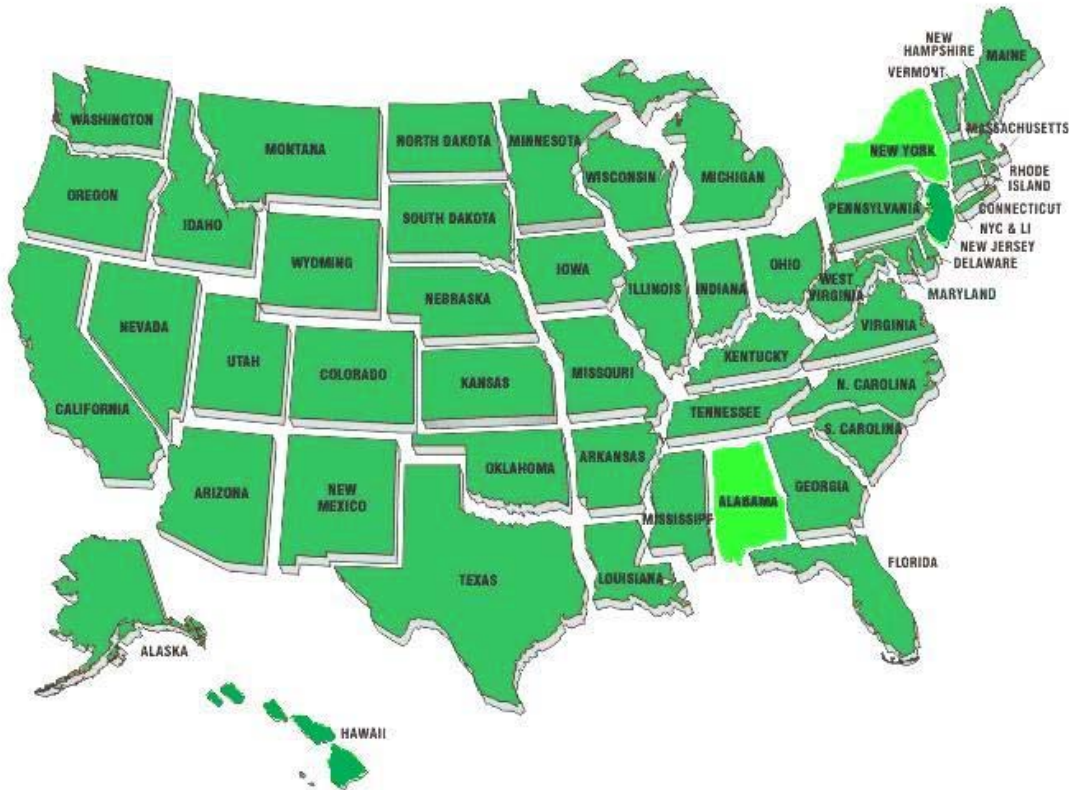 NEW
HAMPSHIRE
MAINE
VERMONT
WASHINGTON
MONTANA
NORTH DAKOTA
MINNESOTA
MASSACHUSETTS
NEW YORK
OREGON
IDAHO
SOUTH DAKOTA
WISCONSIN
MICHIGAN
RHODE
ISLAND
PENNSYLVANIA
CONNECTICUT
NYC & LI
NEW JERSEY
DELAWARE
WYOMING
IOWA
OHIO
NEBRASKA
ILLINOIS
INDIANA
WEST
VIRGINIA
MARYLAND
NEVADA
UTAH
COLORADO
KANSAS
MISSOURI
KENTUCKY
VIRGINIA
CALIFORNIA
TENNESSEE
N. CAROLINA
S. CAROLINA
ARIZONA
NEW
MEXICO
OKLAHOMA
ARKANSAS
MISSISSIPP
ALABAMA
GEORGIA
TEXAS
LOUISIANA
FLORIDA
ALASKA
HAWAII